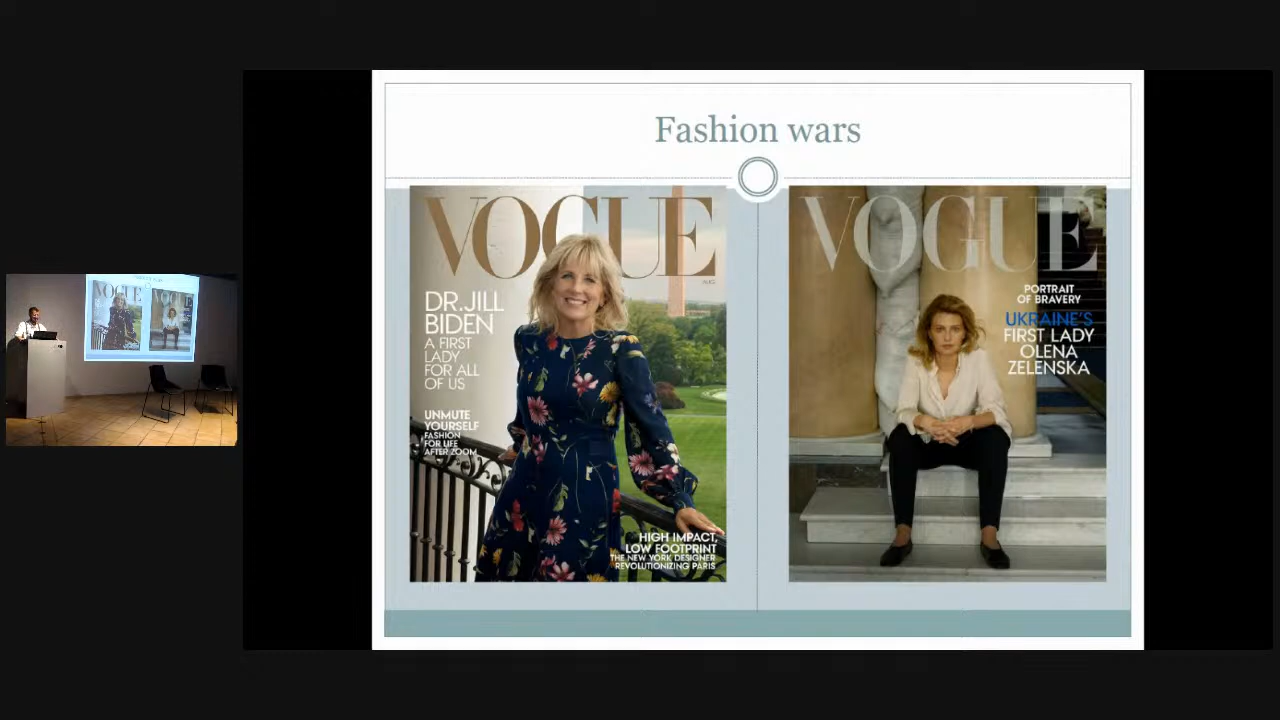 Fashion wars
VOGUE
DR. JILL
BIDEN
A FIRST
LADY
FOR ALL
OF US
UNMUTE
YOURSELF
FASHION
FOR LIFE
AFTER ZOOM
HIGH IMPACT,
LOW FOOTPRINT
THE NEW YORK DESIGNER
REVOLUTIONIZING PARIS
VOGUE
PORTRAIT
OF BRAVERY
UKRAINE'S
FIRST LADY
OLENA
ZELENSKA
VOGUE
VOGUE